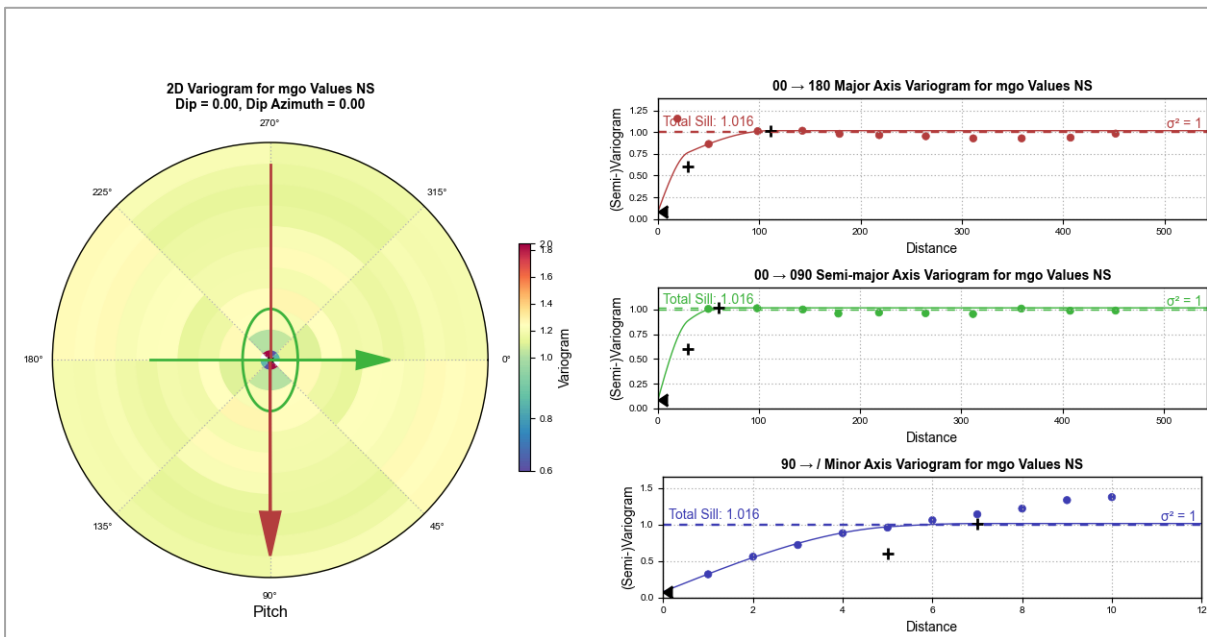 2D Variogram for mgo Values NS
Dip = 0.00, Dip Azimuth = 0.00
270°
225°
315°
180°
0°
135°
45°
90°
Pitch
2.0
1.8
1.6
1.4
1.2
1.0
0.8
0.6
Variogram
00 → 180 Major Axis Variogram for mgo Values NS
1.25
1.00
0.75
0.50
0.25
0.00
(Semi-)Variogram
Total Sill: 1.016
σ² = 1
0 100 200 300 400 500
Distance
00 → 090 Semi-major Axis Variogram for mgo Values NS
1.00
0.75
0.50
0.25
0.00
(Semi-)Variogram
Total Sill: 1.016
σ² = 1
0 100 200 300 400 500
Distance
90 → / Minor Axis Variogram for mgo Values NS
1.5
1.0
0.5
0.0
(Semi-)Variogram
Total Sill: 1.016
σ² = 1
0 2 4 6 8 10 12
Distance